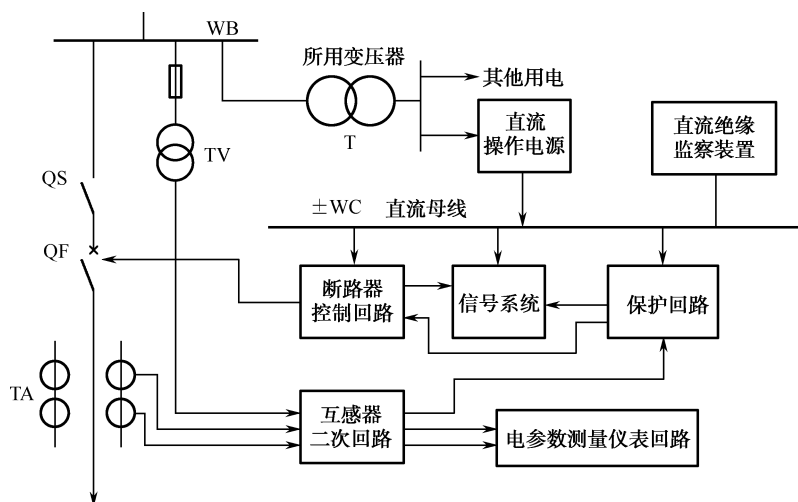 WB
所用变压器
其他用电
T
直流
操作电源
直流绝缘
监察装置
TV
QS
±WC 直流母线
QF
断路器
控制回路
信号系统
保护回路
TA
互感器
二次回路
电参数测量仪表回路